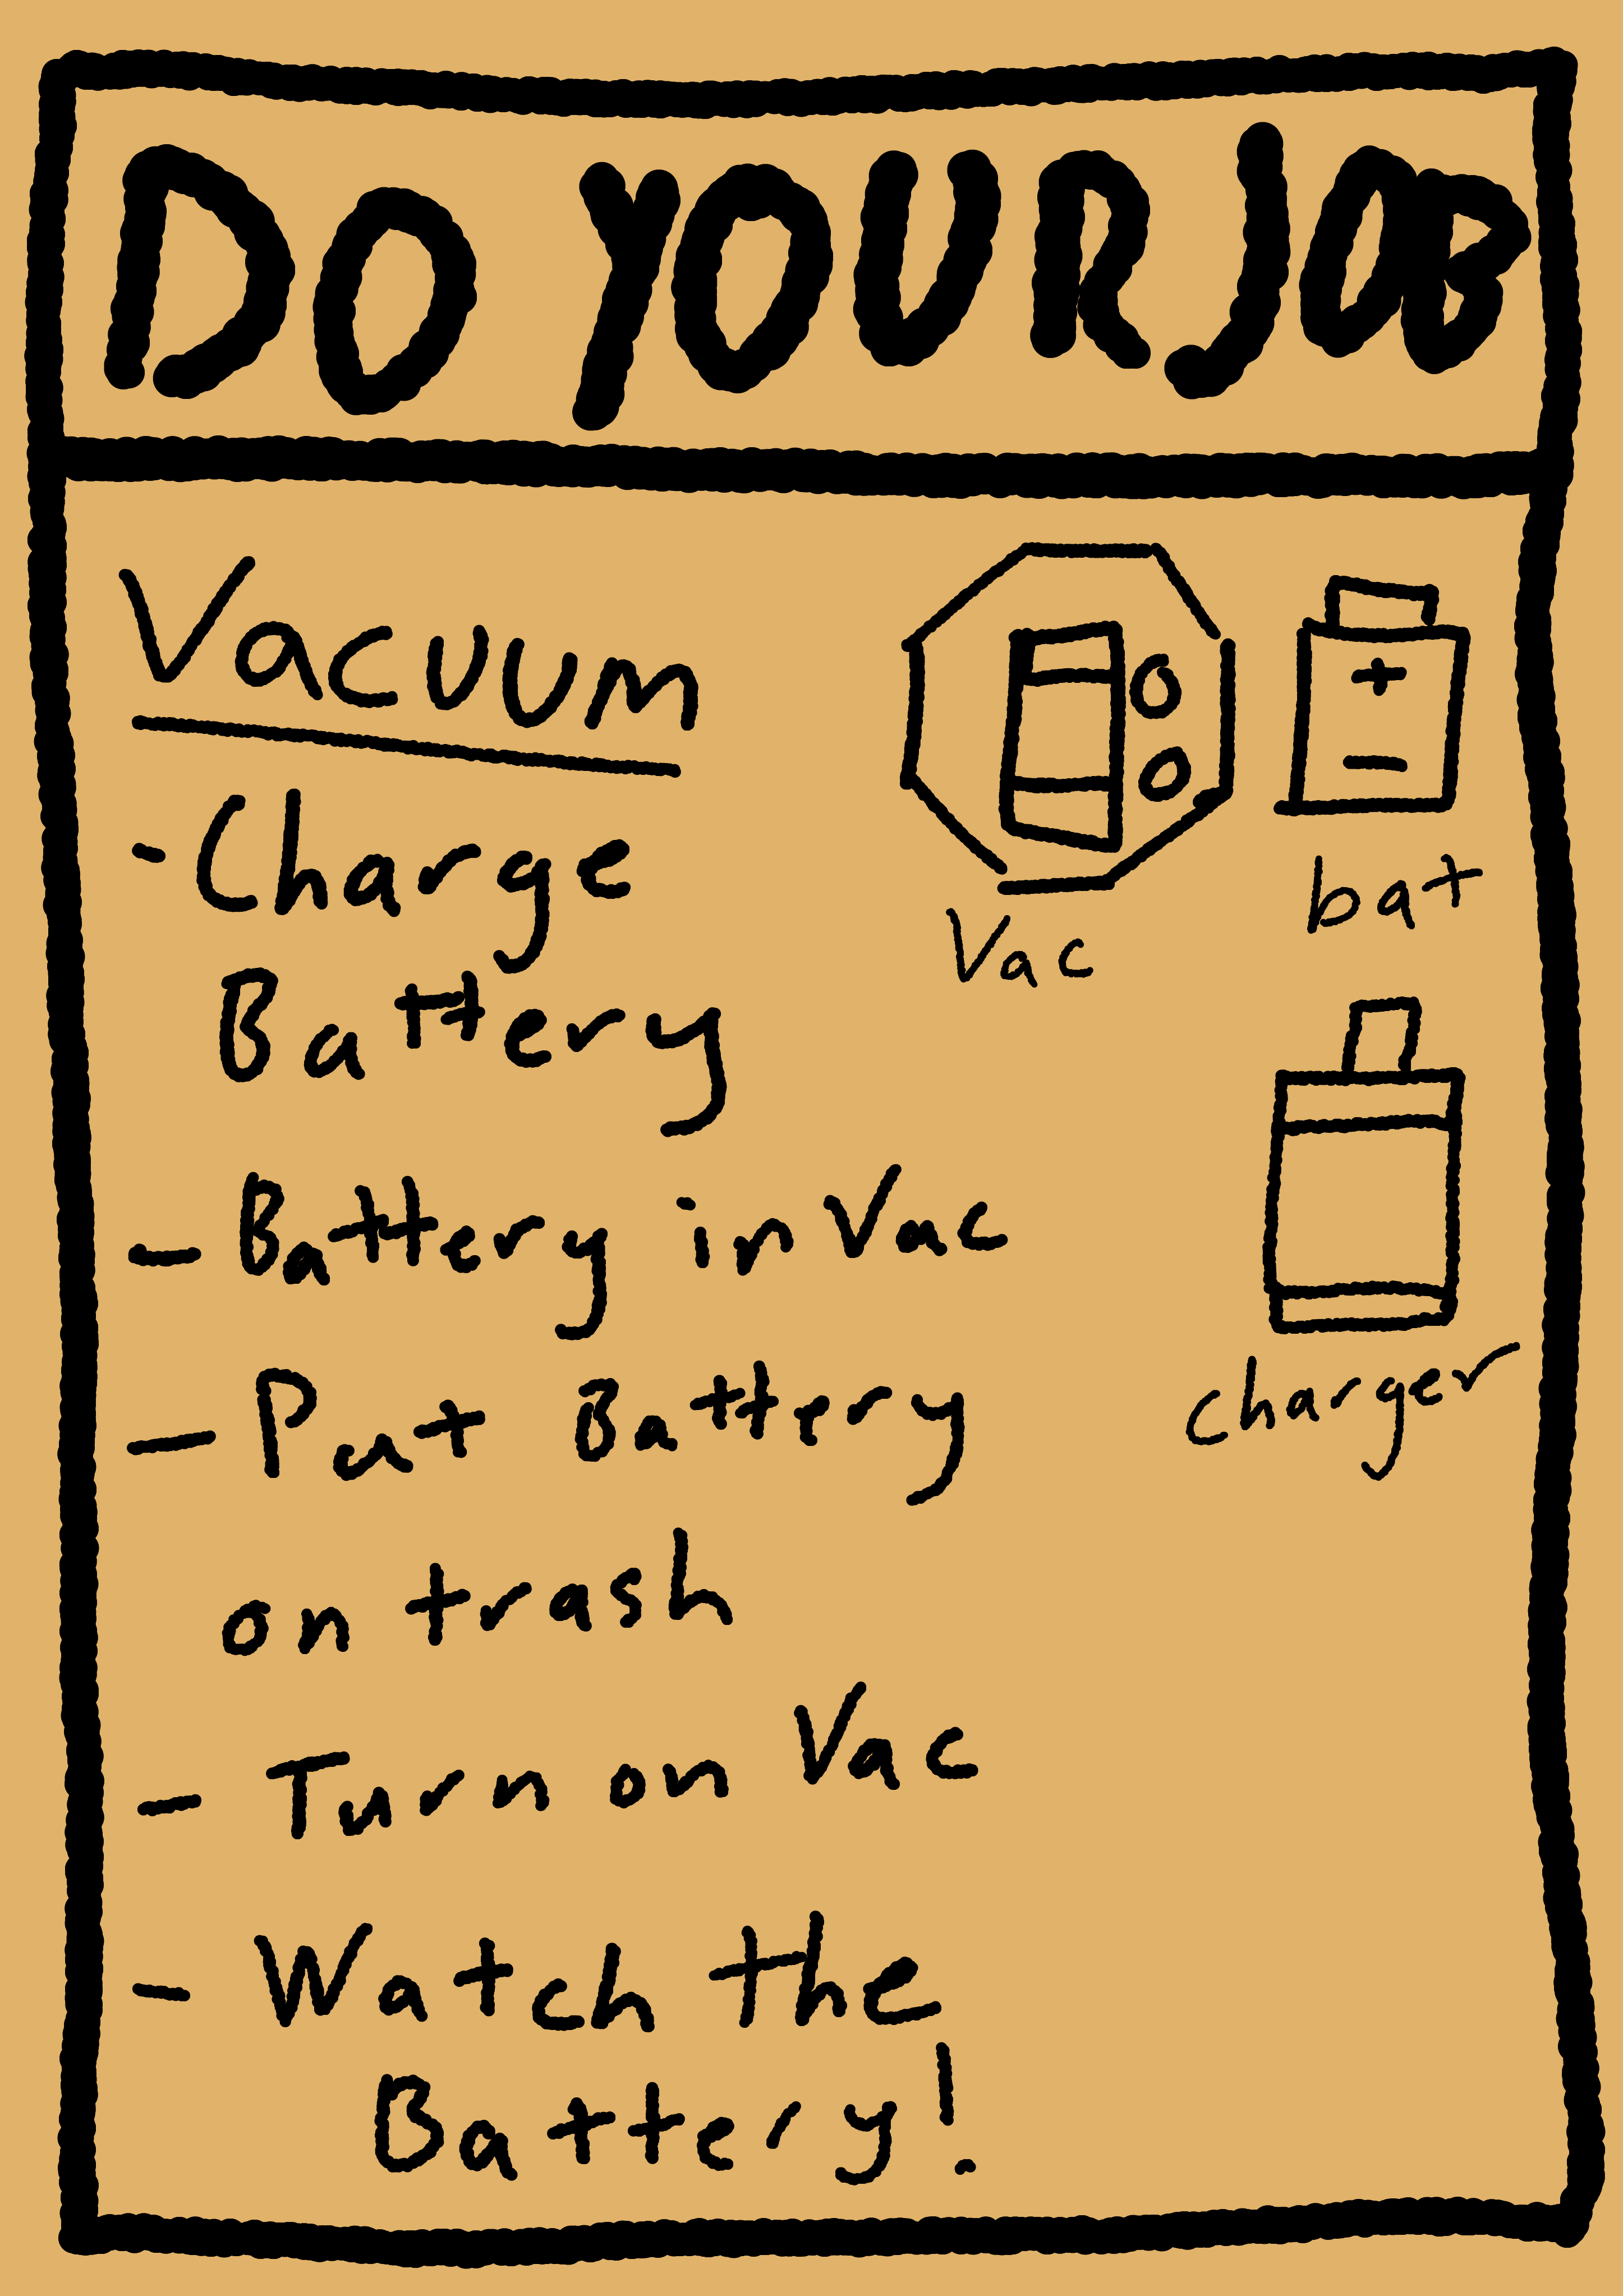 DO YOUR JOB
Vacuum
- Charge
Battery
- Battery in Vac
- Put Battery
on trash
- Turn on Vac
- Watch the
Battery!
Vac
bat
+
-
charger